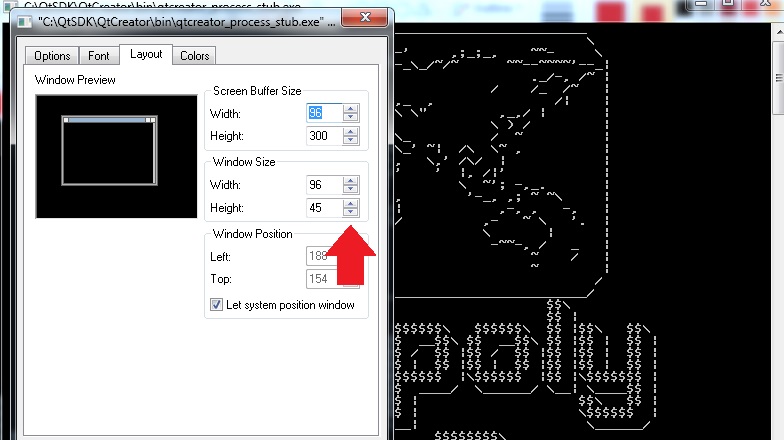 C:\QtSDK\QtCreator\bin\qtcreator_process_stub.exe
"C:\QtSDK\QtCreator\bin\qtcreator_process_stub.exe" ...
Options Font Layout Colors
Window Preview
Screen Buffer Size
Width: 96
Height: 300
Window Size
Width: 96
Height: 45
Window Position
Left: 188
Top: 154
Let system position window
poly